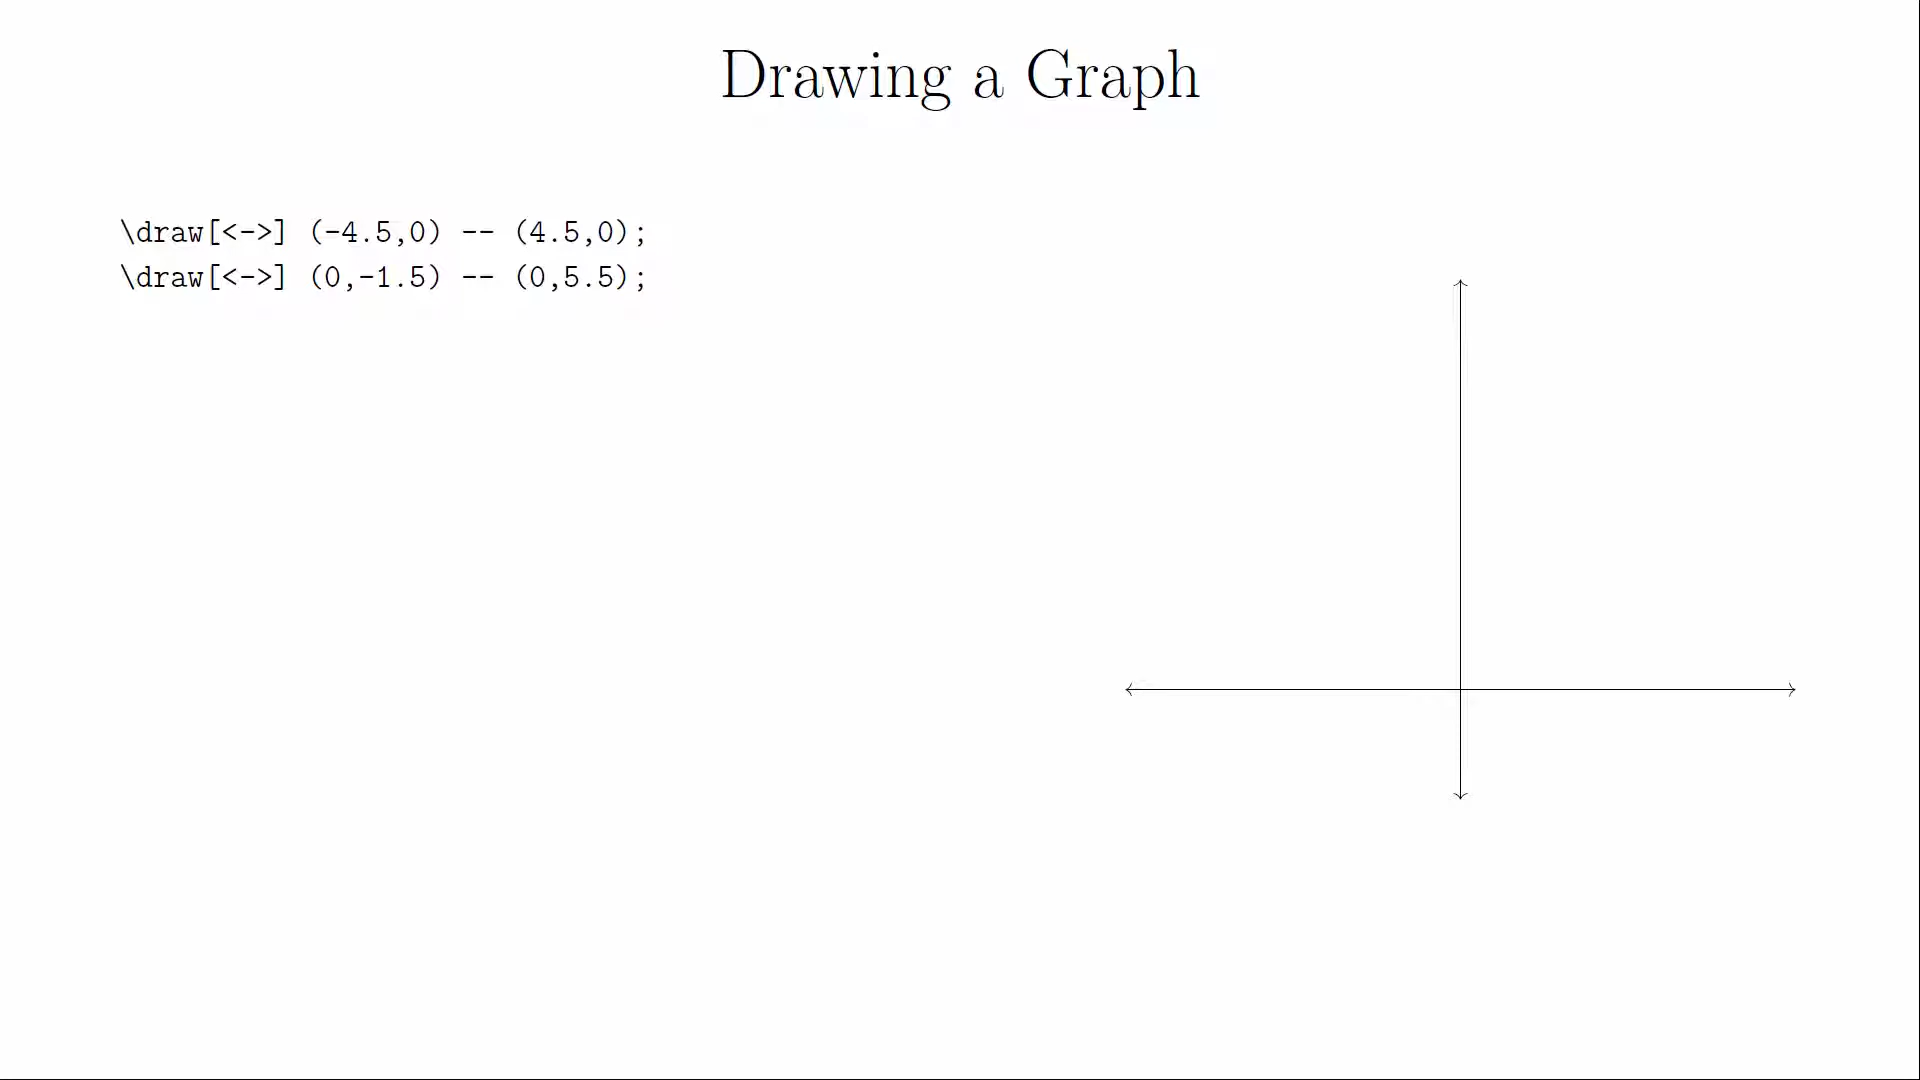 Drawing a Graph
\draw[<->] (-4.5,0) -- (4.5,0);
\draw[<->] (0,-1.5) -- (0,5.5);